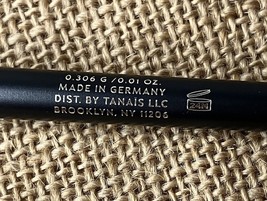 0.306 G / 0.01 OZ.
MADE IN GERMANY
DIST. BY TANAIS LLC
BROOKLYN, NY 11206
24M